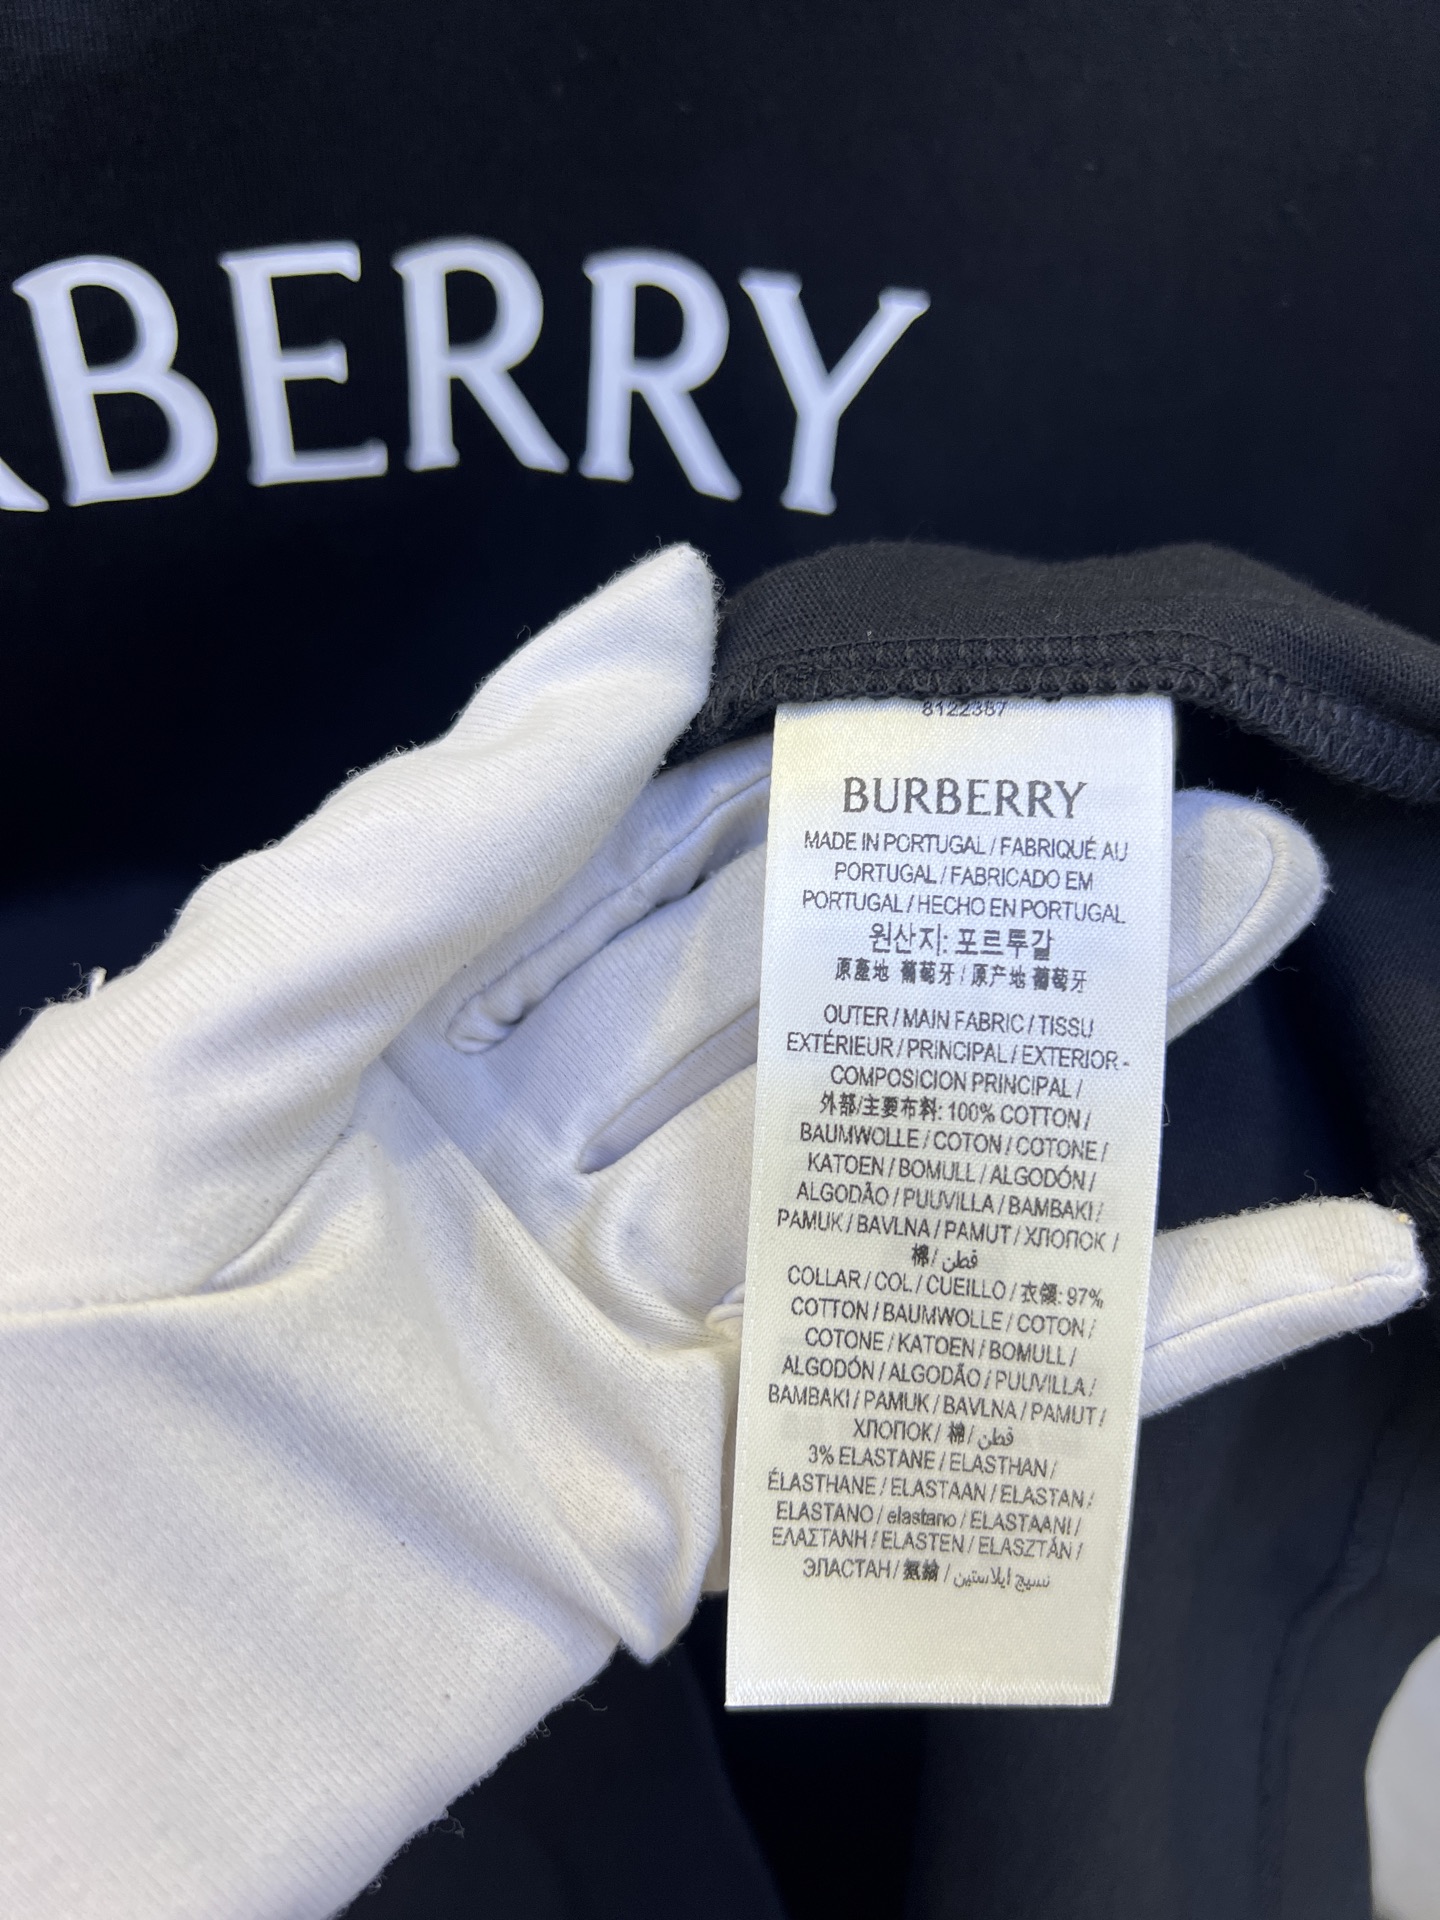 BERRY
8122387
BURBERRY
MADE IN PORTUGAL / FABRIQUÉ AU
PORTUGAL / FABRICADO EM
PORTUGAL / HECHO EN PORTUGAL
원산지: 포르투갈
原產地 葡萄牙 / 原产地 葡萄牙
OUTER / MAIN FABRIC / TISSU
EXTÉRIEUR / PRINCIPAL / EXTERIOR -
COMPOSICION PRINCIPAL /
外部/主要布料: 100% COTTON /
BAUMWOLLE / COTON / COTONE /
KATOEN / BOMULL / ALGODÓN /
ALGODÃO / PUUVILLA / BAMBAKI /
PAMUK / BAVLNA / PAMUT / ХЛОПОК /
棉 / قطن
COLLAR / COL / CUEILLO / 衣領: 97%
COTTON / BAUMWOLLE / COTON /
COTONE / KATOEN / BOMULL /
ALGODÓN / ALGODÃO / PUUVILLA /
BAMBAKI / PAMUK / BAVLNA / PAMUT /
ХЛОПОК / 棉 / قطن
3% ELASTANE / ELASTHAN /
ÉLASTHANE / ELASTAAN / ELASTAN /
ELASTANO / elastano / ELASTAANI /
ΕΛΑΣΤΑΝΗ / ELASTEN / ELASZTÁN /
ЭЛАСТАН / 氨綸 / نسيج ايلاستين